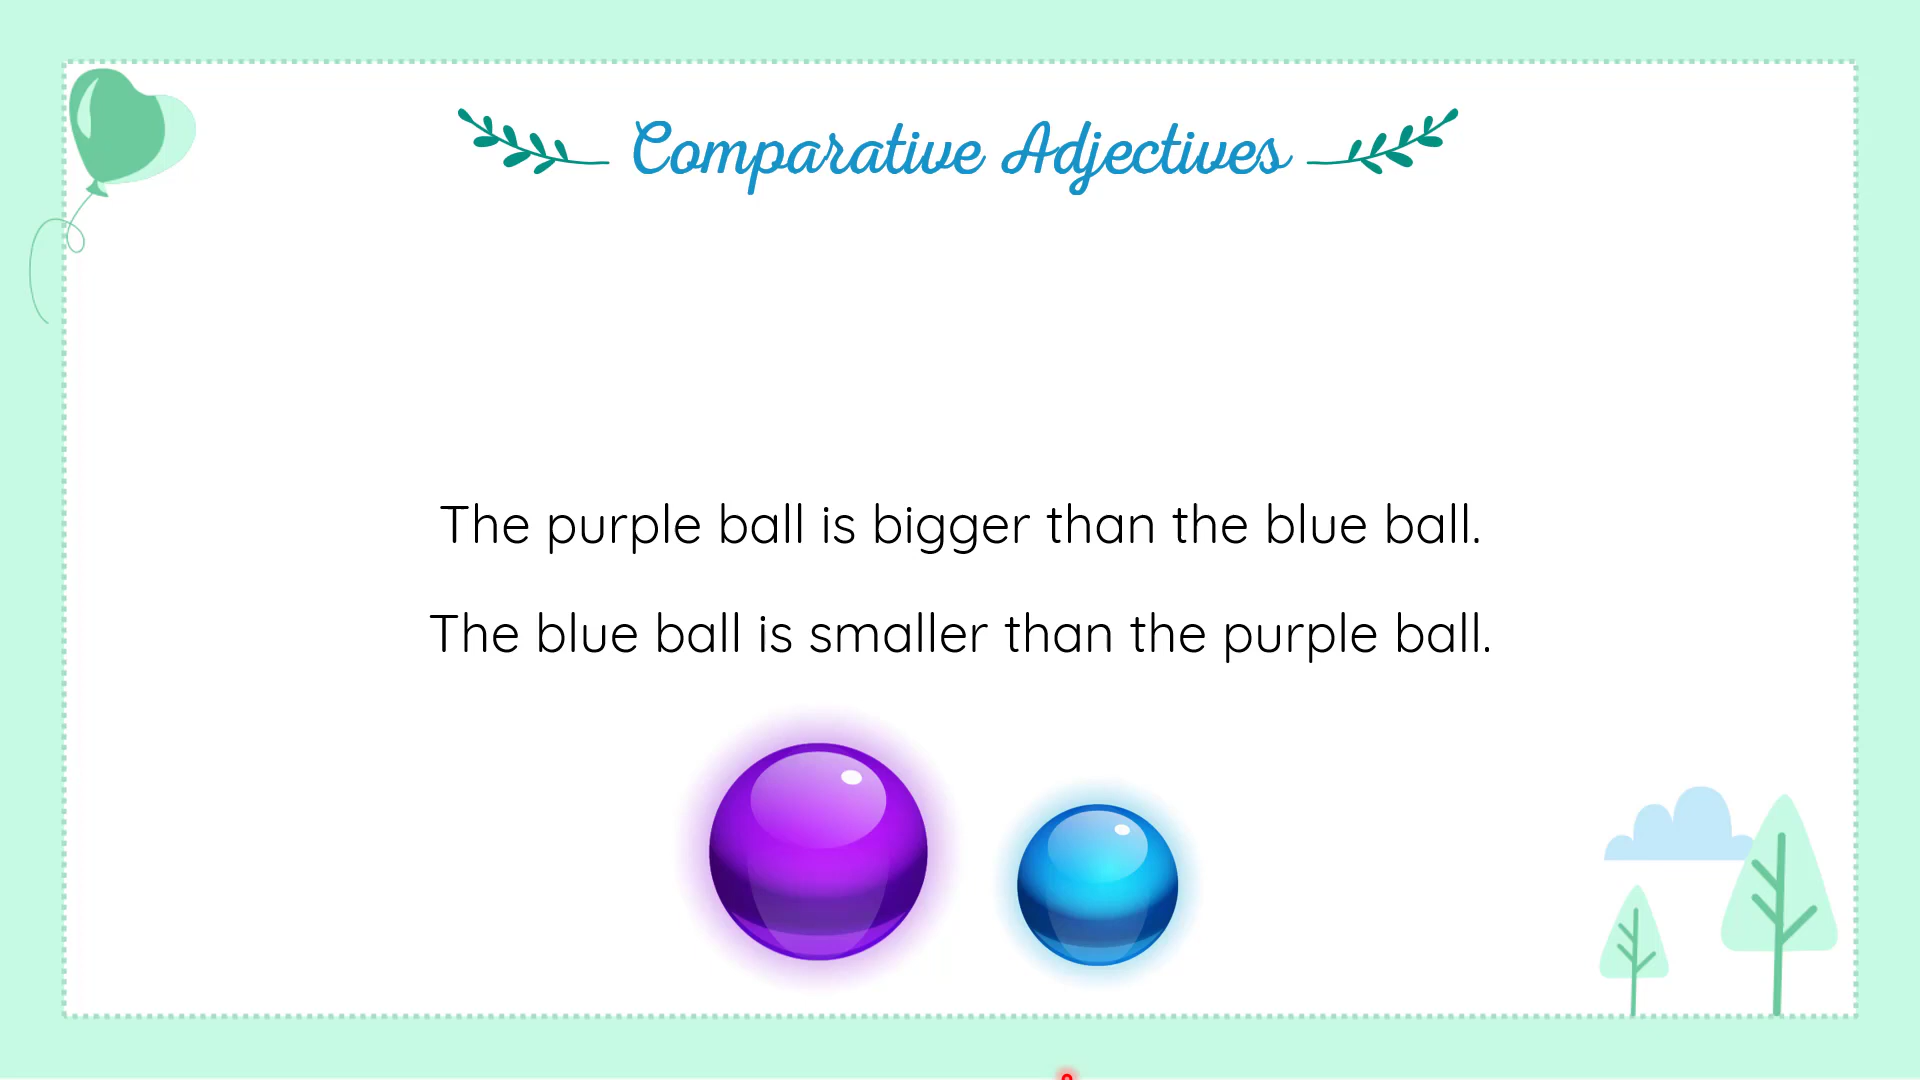 Comparative Adjectives
The purple ball is bigger than the blue ball.
The blue ball is smaller than the purple ball.